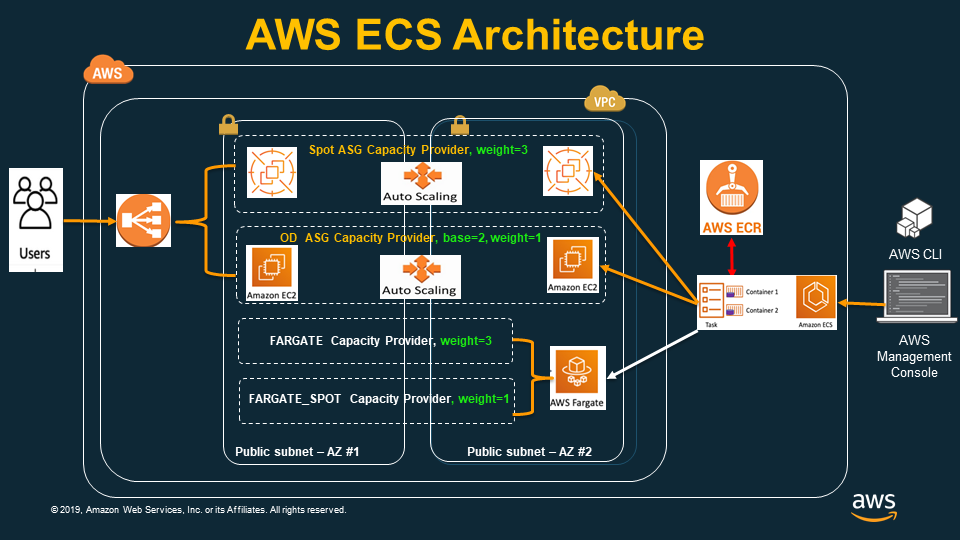 AWS ECS Architecture
AWS
VPC
Spot ASG Capacity Provider, weight=3
Auto Scaling
AWS ECR
Users
OD ASG Capacity Provider, base=2, weight=1
Amazon EC2
Auto Scaling
Amazon EC2
AWS CLI
Container 1
Container 2
Task
Amazon ECS
AWS
Management
Console
FARGATE Capacity Provider, weight=3
FARGATE_SPOT Capacity Provider, weight=1
AWS Fargate
Public subnet – AZ #1
Public subnet – AZ #2
© 2019, Amazon Web Services, Inc. or its Affiliates. All rights reserved.
aws